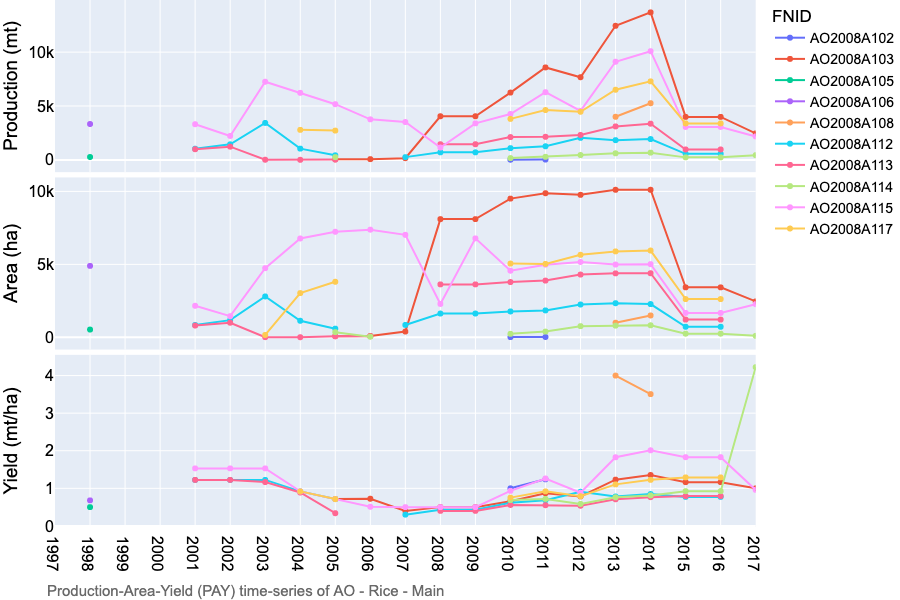 FNID
AO2008A102
AO2008A103
AO2008A105
AO2008A106
AO2008A108
AO2008A112
AO2008A113
AO2008A114
AO2008A115
AO2008A117
Production (mt)
10k
5k
0
Area (ha)
10k
5k
0
Yield (mt/ha)
4
3
2
1
0
1997 1998 1999 2000 2001 2002 2003 2004 2005 2006 2007 2008 2009 2010 2011 2012 2013 2014 2015 2016 2017
Production-Area-Yield (PAY) time-series of AO - Rice - Main